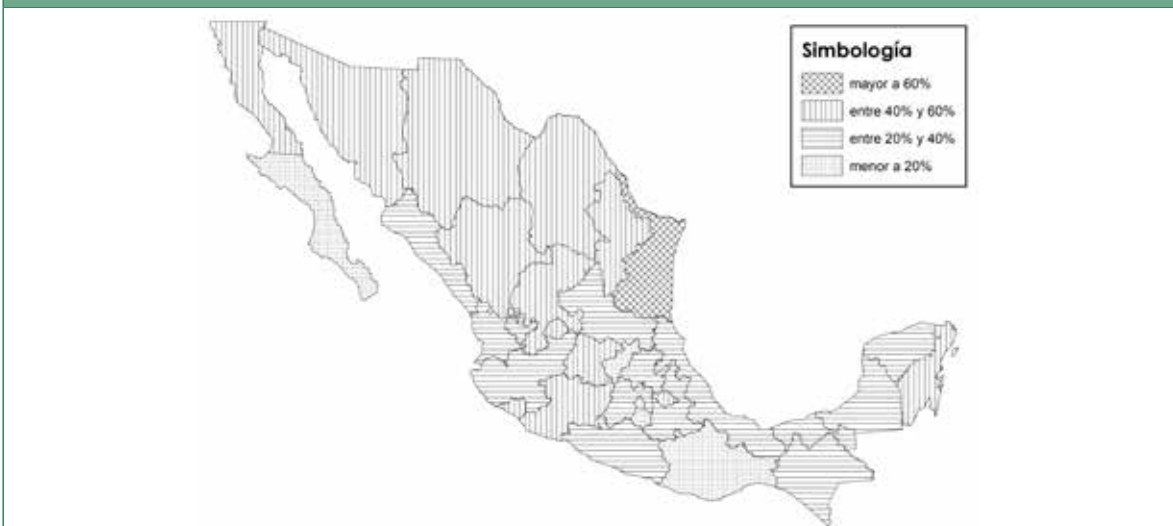 Simbología
mayor a 60%
entre 40% y 60%
entre 20% y 40%
menor a 20%